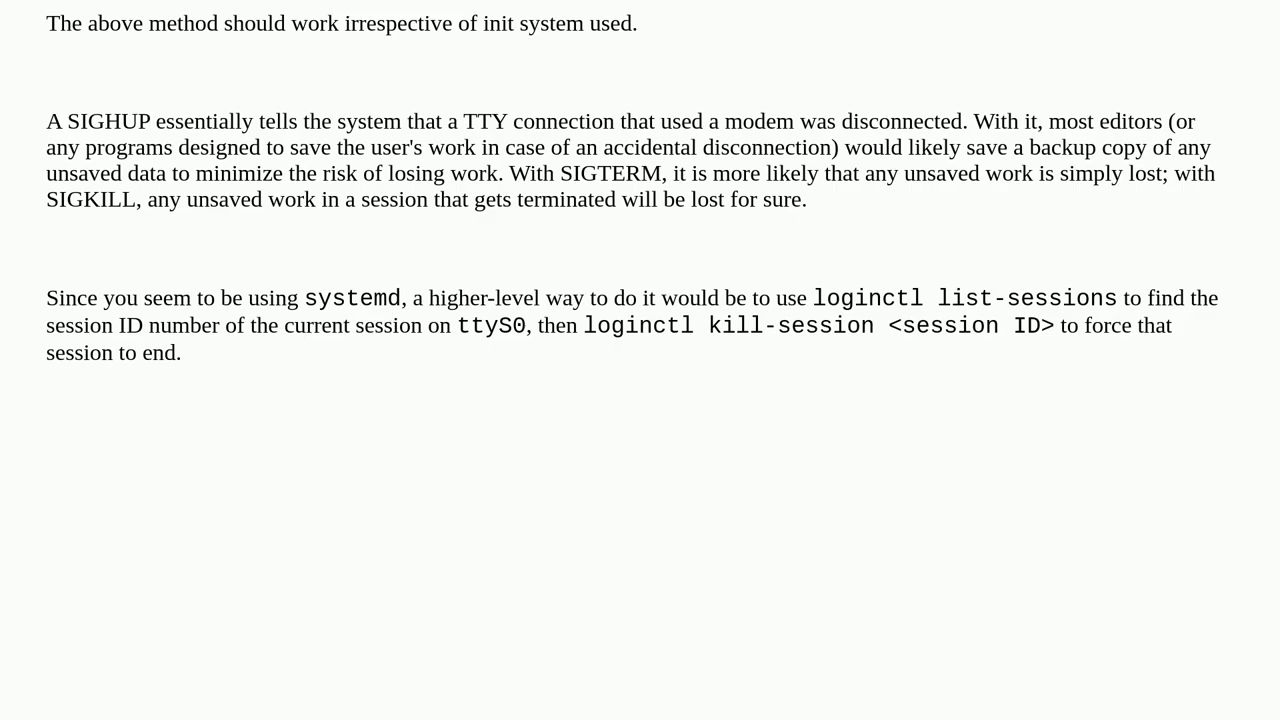 The above method should work irrespective of init system used.
A SIGHUP essentially tells the system that a TTY connection that used a modem was disconnected. With it, most editors (or
any programs designed to save the user's work in case of an accidental disconnection) would likely save a backup copy of any
unsaved data to minimize the risk of losing work. With SIGTERM, it is more likely that any unsaved work is simply lost; with
SIGKILL, any unsaved work in a session that gets terminated will be lost for sure.
Since you seem to be using systemd, a higher-level way to do it would be to use loginctl list-sessions to find the
session ID number of the current session on ttyS0, then loginctl kill-session <session ID> to force that
session to end.